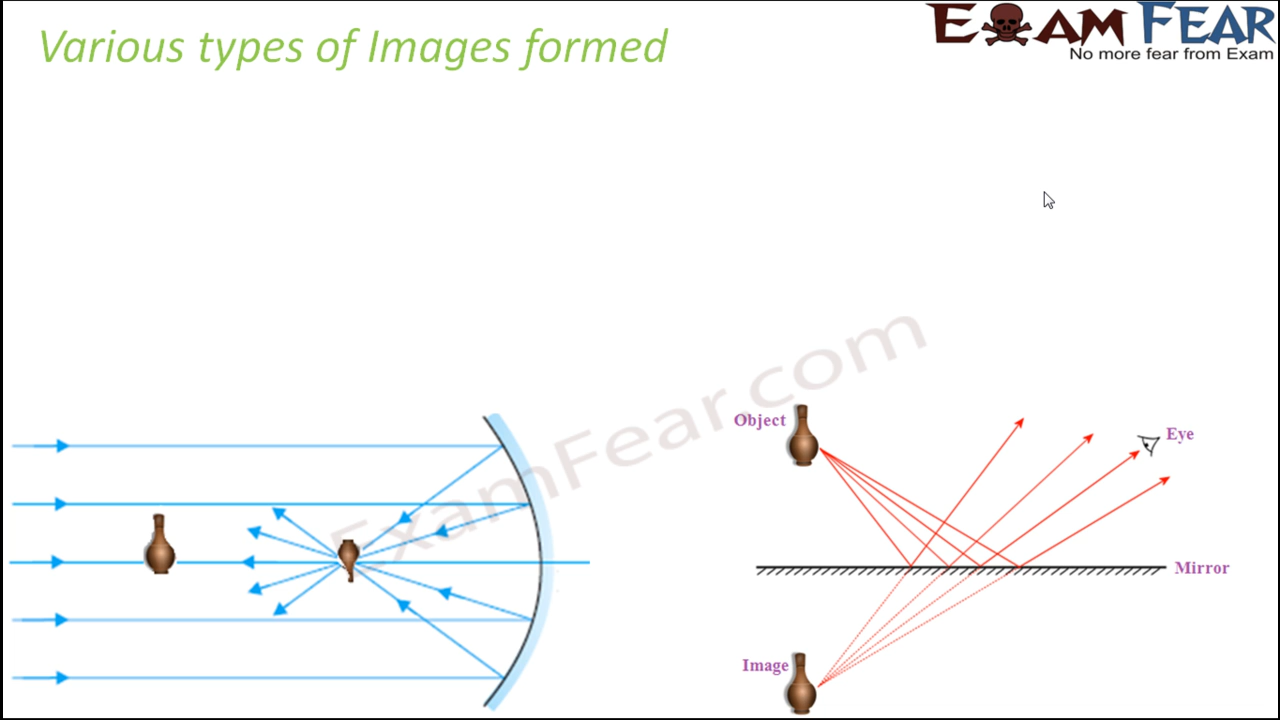 Various types of Images formed
EXAM FEAR
No more fear from Exam
ExamFear.com
Object
Eye
Mirror
Image